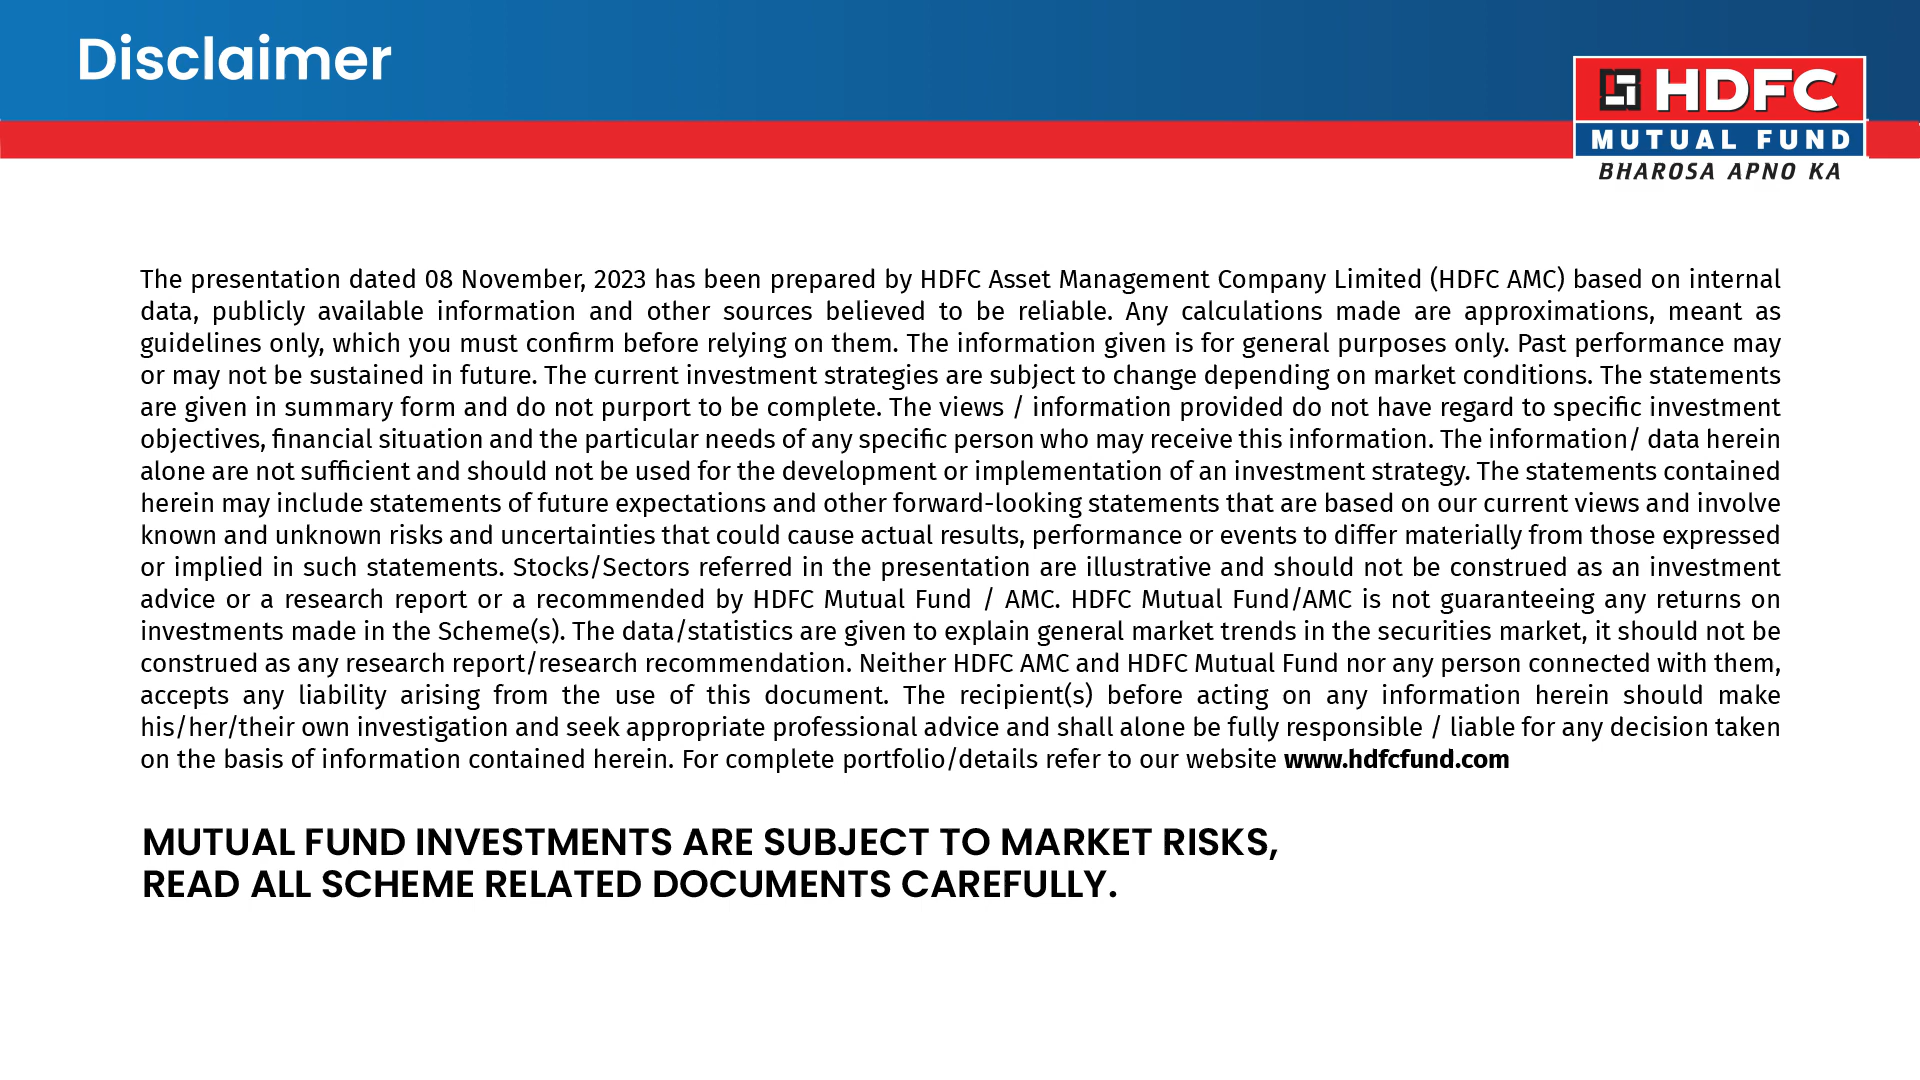 Disclaimer
HDFC
MUTUAL FUND
BHAROSA APNO KA
The presentation dated 08 November, 2023 has been prepared by HDFC Asset Management Company Limited (HDFC AMC) based on internal
data, publicly available information and other sources believed to be reliable. Any calculations made are approximations, meant as
guidelines only, which you must confirm before relying on them. The information given is for general purposes only. Past performance may
or may not be sustained in future. The current investment strategies are subject to change depending on market conditions. The statements
are given in summary form and do not purport to be complete. The views / information provided do not have regard to specific investment
objectives, financial situation and the particular needs of any specific person who may receive this information. The information/ data herein
alone are not sufficient and should not be used for the development or implementation of an investment strategy. The statements contained
herein may include statements of future expectations and other forward-looking statements that are based on our current views and involve
known and unknown risks and uncertainties that could cause actual results, performance or events to differ materially from those expressed
or implied in such statements. Stocks/Sectors referred in the presentation are illustrative and should not be construed as an investment
advice or a research report or a recommended by HDFC Mutual Fund / AMC. HDFC Mutual Fund/AMC is not guaranteeing any returns on
investments made in the Scheme(s). The data/statistics are given to explain general market trends in the securities market, it should not be
construed as any research report/research recommendation. Neither HDFC AMC and HDFC Mutual Fund nor any person connected with them,
accepts any liability arising from the use of this document. The recipient(s) before acting on any information herein should make
his/her/their own investigation and seek appropriate professional advice and shall alone be fully responsible / liable for any decision taken
on the basis of information contained herein. For complete portfolio/details refer to our website www.hdfcfund.com
MUTUAL FUND INVESTMENTS ARE SUBJECT TO MARKET RISKS,
READ ALL SCHEME RELATED DOCUMENTS CAREFULLY.